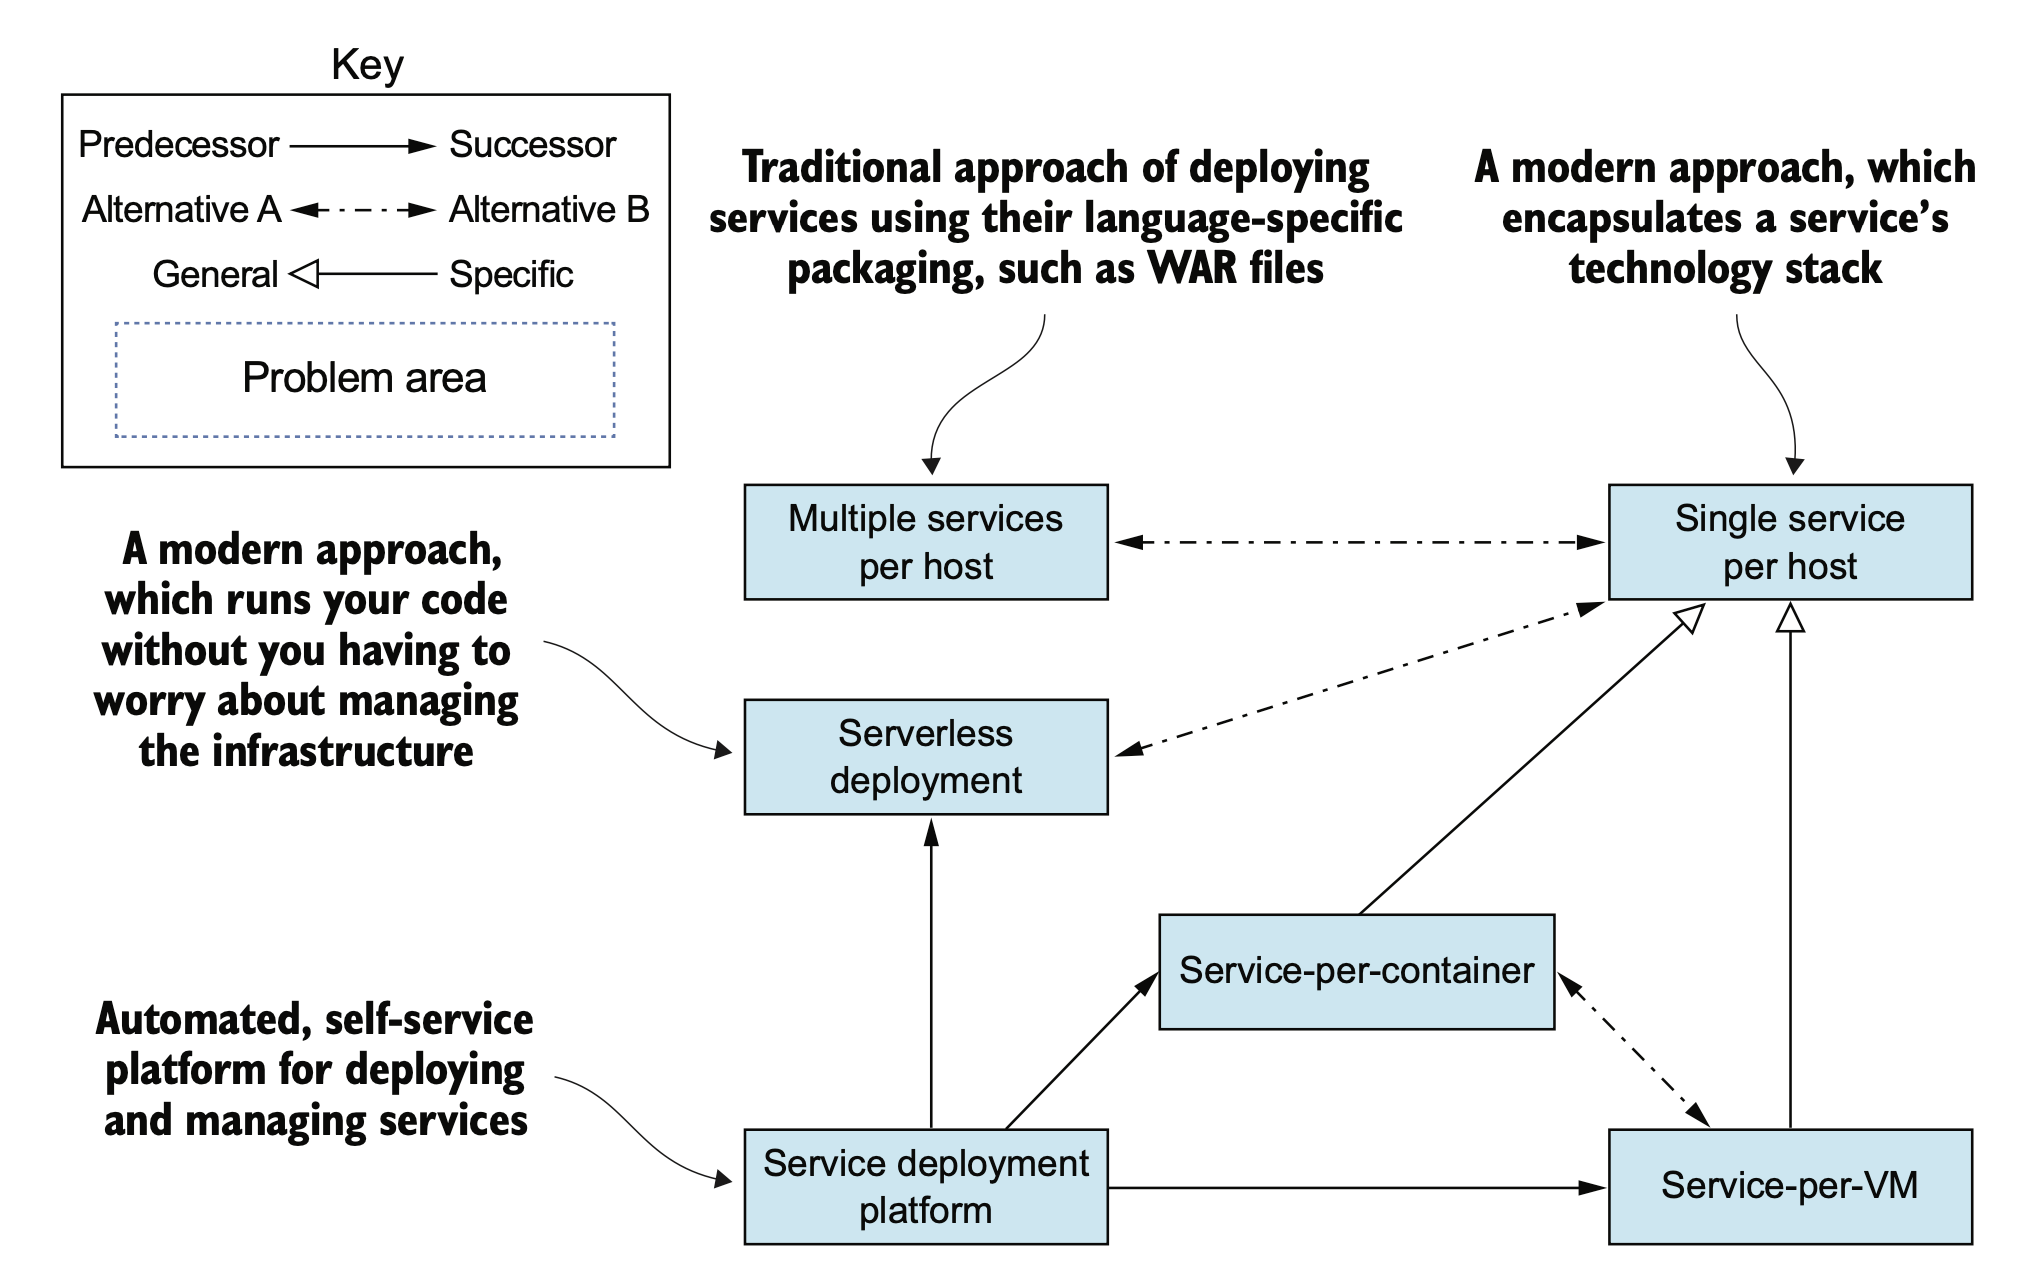 Key
Predecessor
Successor
Alternative A
Alternative B
General
Specific
Problem area
Traditional approach of deploying
services using their language-specific
packaging, such as WAR files
A modern approach, which
encapsulates a service’s
technology stack
Multiple services
per host
Single service
per host
A modern approach,
which runs your code
without you having to
worry about managing
the infrastructure
Serverless
deployment
Service-per-container
Automated, self-service
platform for deploying
and managing services
Service deployment
platform
Service-per-VM